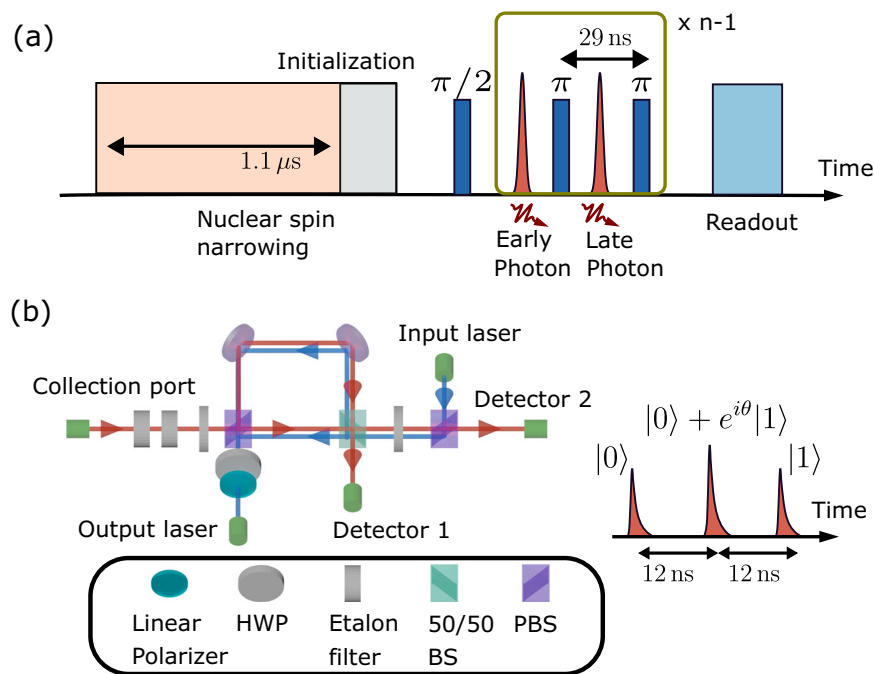 (a)
Initialization
π/2
π
29 ns
π
x n-1
1.1 μs
Time
Nuclear spin
narrowing
Early
Photon
Late
Photon
Readout
(b)
Input laser
Collection port
Detector 2
Output laser
Detector 1
|0⟩
|0⟩ + e^{iθ}|1⟩
|1⟩
Time
12 ns
12 ns
Linear
Polarizer
HWP
Etalon
filter
50/50
BS
PBS